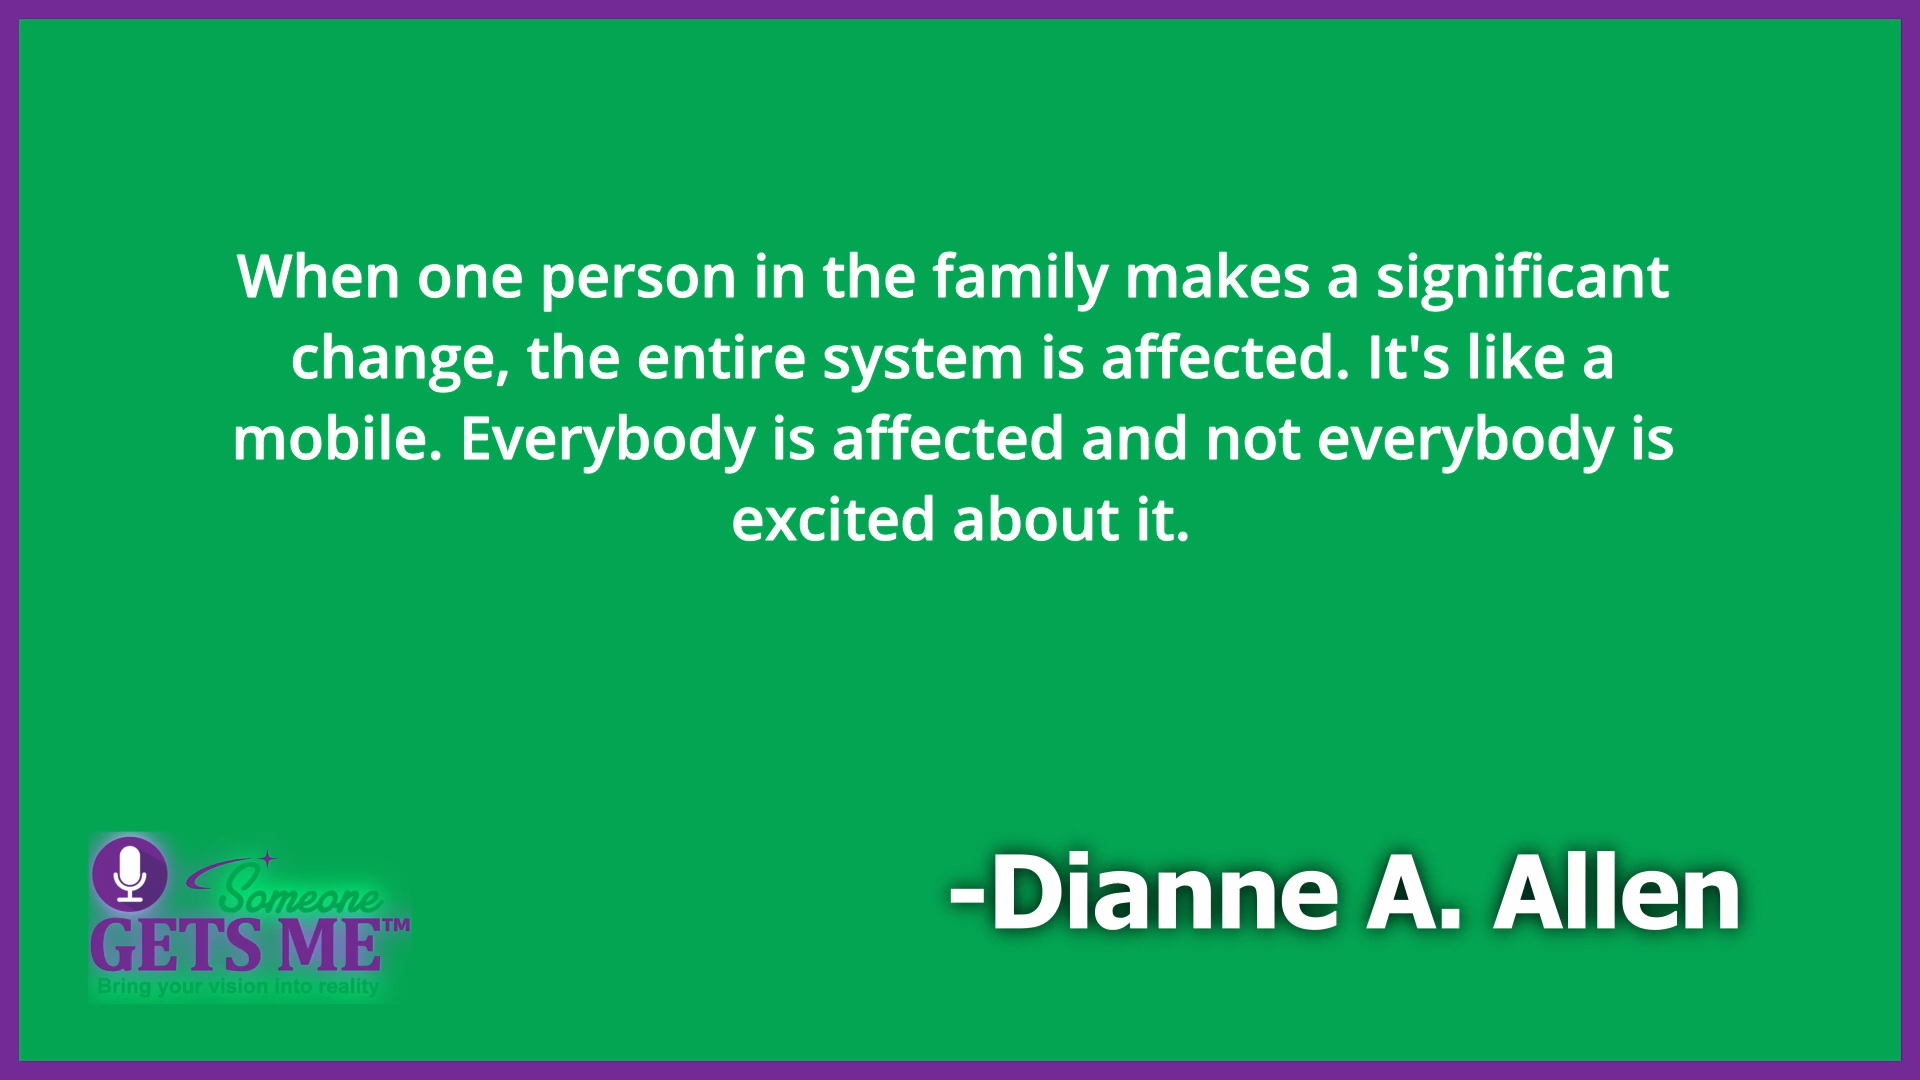 When one person in the family makes a significant
change, the entire system is affected. It's like a
mobile. Everybody is affected and not everybody is
excited about it.
-Dianne A. Allen
Someone
GETS ME™
Bring your vision into reality